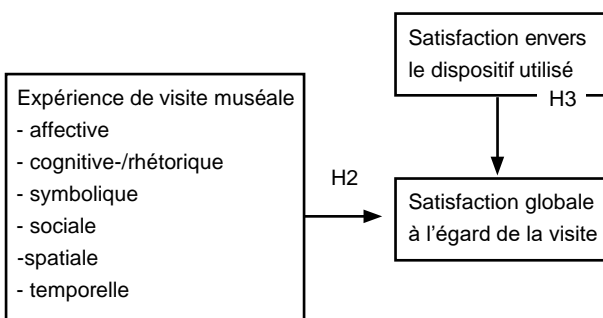 Satisfaction envers
le dispositif utilisé
H3
Expérience de visite muséale
- affective
- cognitive-/rhétorique
- symbolique
- sociale
-spatiale
- temporelle
H2
Satisfaction globale
à l’égard de la visite